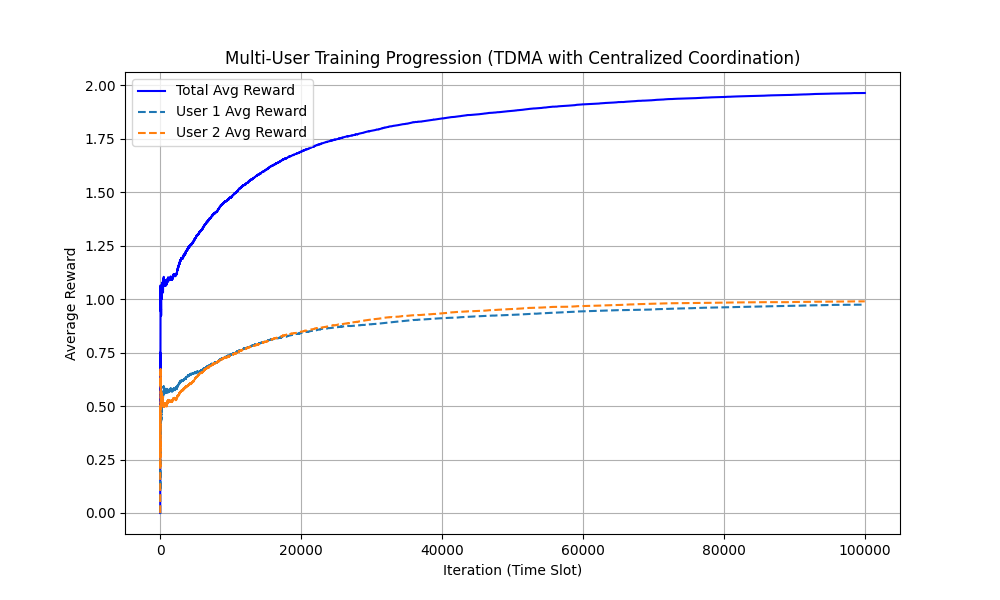 Multi-User Training Progression (TDMA with Centralized Coordination)
Total Avg Reward
User 1 Avg Reward
User 2 Avg Reward
Average Reward
2.00
1.75
1.50
1.25
1.00
0.75
0.50
0.25
0.00
0 20000 40000 60000 80000 100000
Iteration (Time Slot)